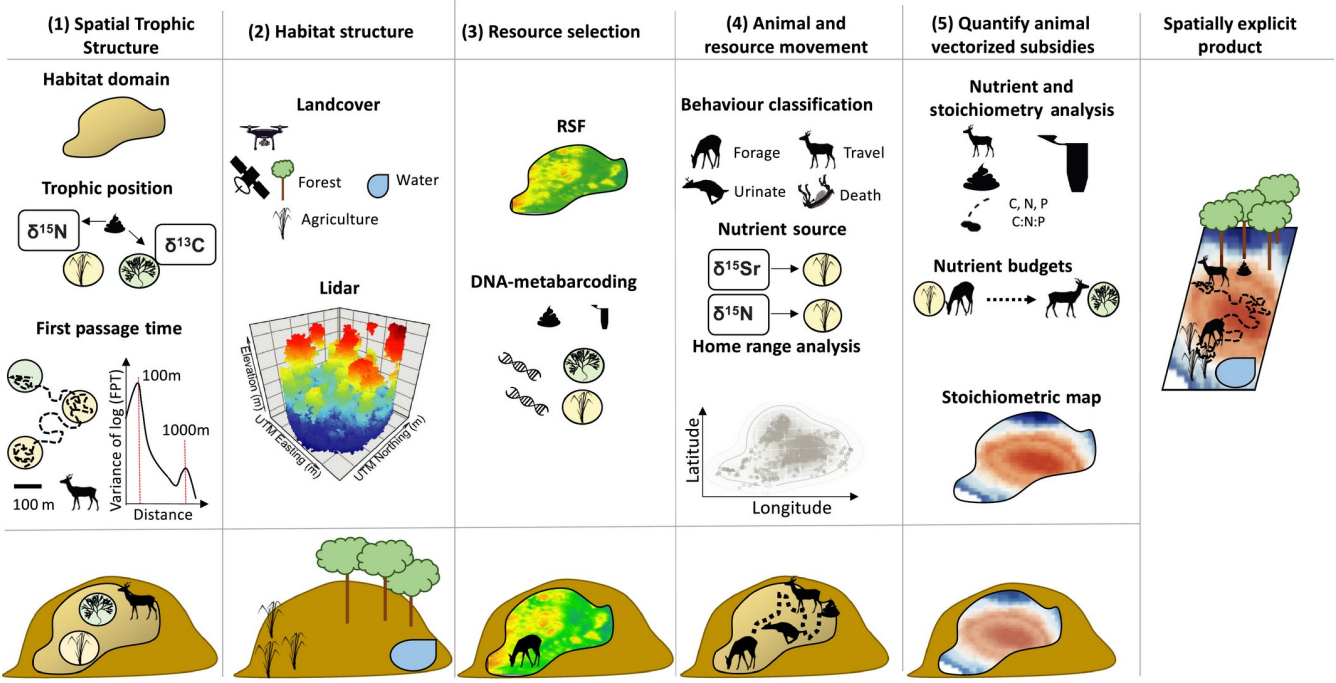 (1) Spatial Trophic
Structure
Habitat domain
Trophic position
δ¹⁵N
δ¹³C
First passage time
100m
1000m
Variance of log (FPT)
100 m
Distance
(2) Habitat structure
Landcover
Forest
Water
Agriculture
Lidar
Elevation (m)
UTM Easting (m)
UTM Northing (m)
(3) Resource selection
RSF
DNA-metabarcoding
(4) Animal and
resource movement
Behaviour classification
Forage
Travel
Urinate
Death
Nutrient source
δ¹⁵Sr
δ¹⁵N
Home range analysis
Latitude
Longitude
(5) Quantify animal
vectorized subsidies
Nutrient and
stoichiometry analysis
C, N, P
C:N:P
Nutrient budgets
Stoichiometric map
Spatially explicit
product